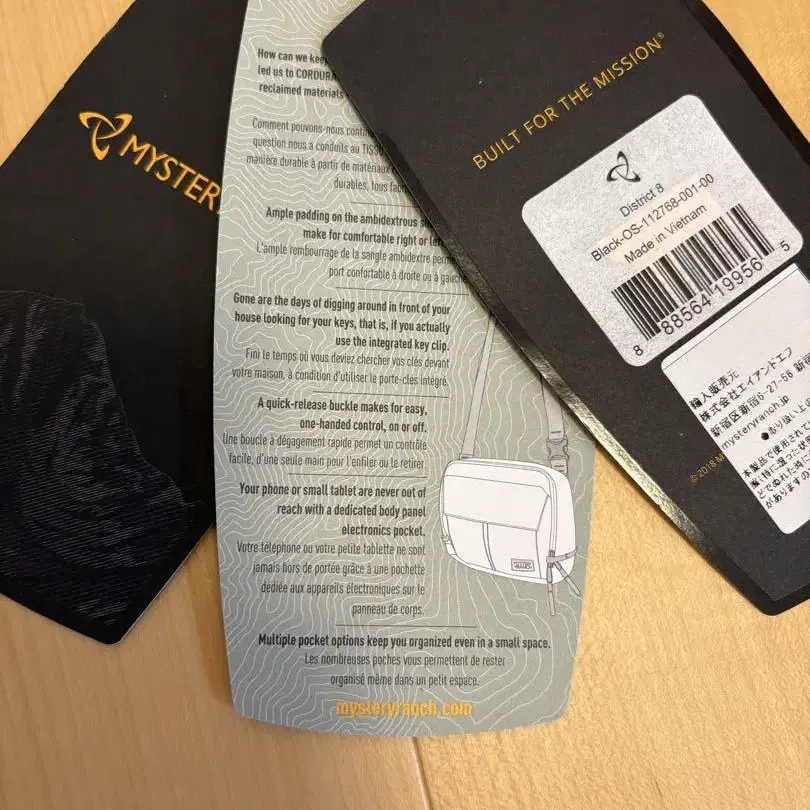 MYSTERY
How can we keep
led us to CORDURA
reclaimed materials
Comment pouvons-nous
question nous a conduits au
manière durable à partir de matériaux
durables, tous
Ample padding on the ambidextrous
make for comfortable right or
L'ample rembourrage de la sangle ambidextre
port confortable à droite ou à gauche
Gone are the days of digging around in front of your
house looking for your keys, that is, if you actually
use the integrated key clip.
Fini le temps où vous deviez chercher vos clés devant
votre maison, à condition d'utiliser le porte-clés intégré.
A quick-release buckle makes for easy,
one-handed control, on or off.
Une boucle à dégagement rapide permet un contrôle
facile, d'une seule main pour l'enfiler ou le retirer.
Your phone or small tablet are never out of
reach with a dedicated body panel
electronics pocket.
Votre téléphone ou votre petite tablette ne sont
jamais hors de portée grâce à une pochette
dédiée aux appareils électroniques sur le
panneau de corps.
Multiple pocket options keep you organized even in a small space.
Les nombreuses poches vous permettent de rester
organisé même dans un petit espace.
mysteryranch.com
MYSTERY
RANCH
BUILT FOR THE MISSION®
District 8
Black-OS-112768-001-00
Made in Vietnam
8 88564 19956 5
輸入販売元
株式会社エイアンドエフ
新宿区新宿6-27-56 新宿
mysteryranch.jp
©2018